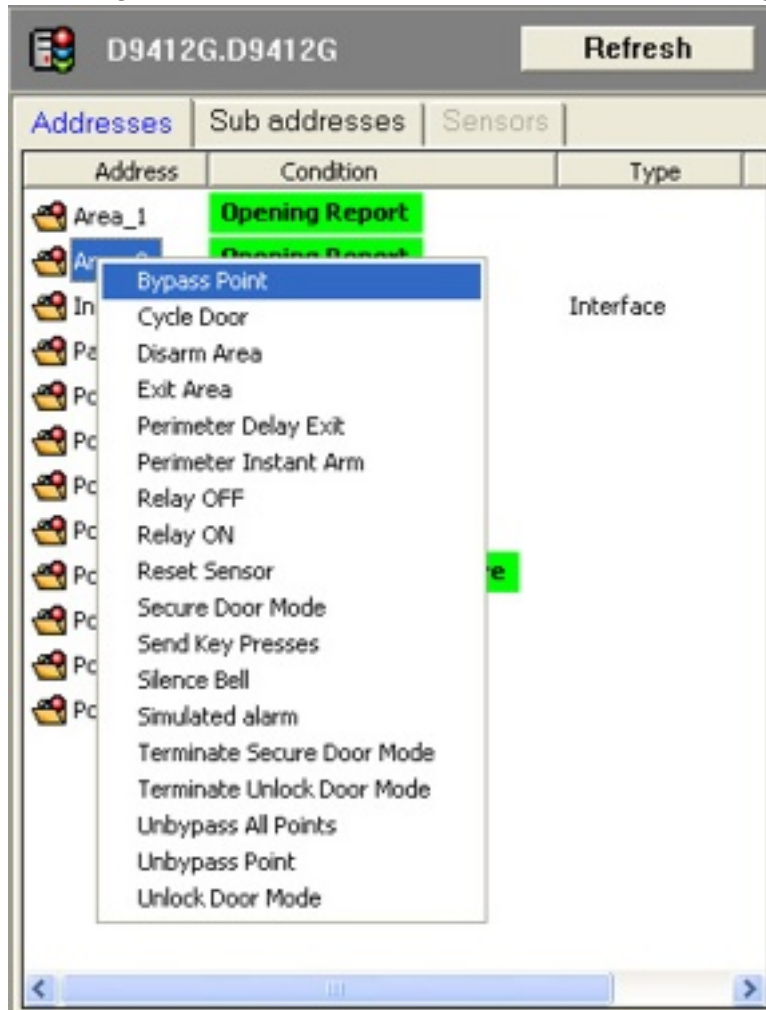 D9412G.D9412G Refresh
Addresses Sub addresses Sensors
Address Condition Type
Area_1 Opening Report
Opening Report
Bypass Point
Cycle Door
Interface
Disarm Area
Exit Area
Perimeter Delay Exit
Perimeter Instant Arm
Relay OFF
Relay ON
Reset Sensor
Secure Door Mode
Send Key Presses
Silence Bell
Simulated alarm
Terminate Secure Door Mode
Terminate Unlock Door Mode
Unbypass All Points
Unbypass Point
Unlock Door Mode